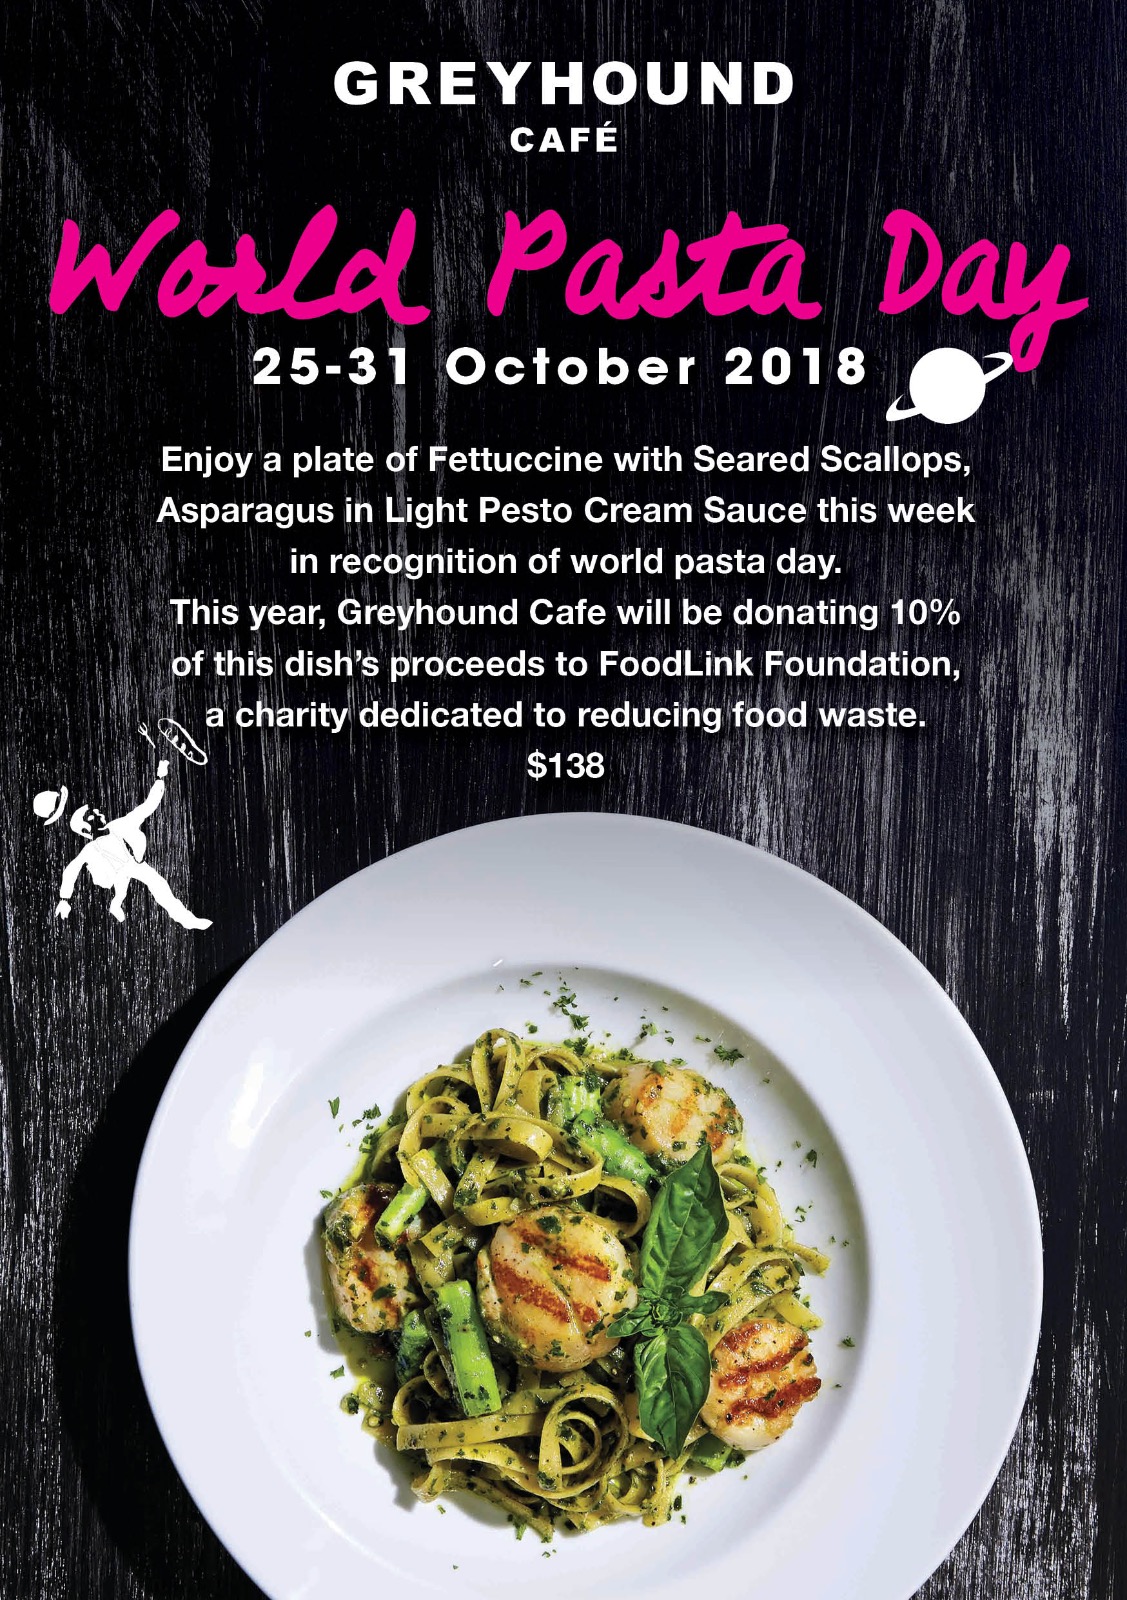 GREYHOUND
CAFÉ
World Pasta Day
25-31 October 2018
Enjoy a plate of Fettuccine with Seared Scallops,
Asparagus in Light Pesto Cream Sauce this week
in recognition of world pasta day.
This year, Greyhound Cafe will be donating 10%
of this dish’s proceeds to FoodLink Foundation,
a charity dedicated to reducing food waste.
$138